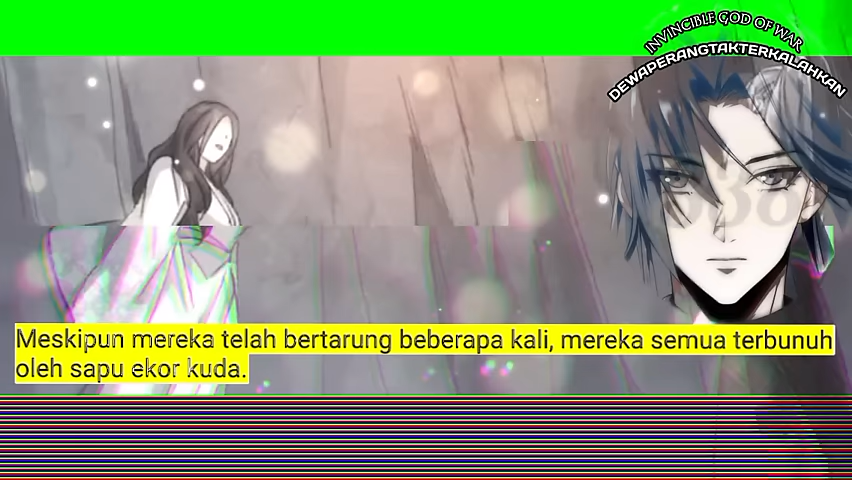 INVINCIBLE GOD OF WAR
DEWAPERANGTAKTERKALAHKAN
Meskipun mereka telah bertarung beberapa kali, mereka semua terbunuh
oleh sapu ekor kuda.